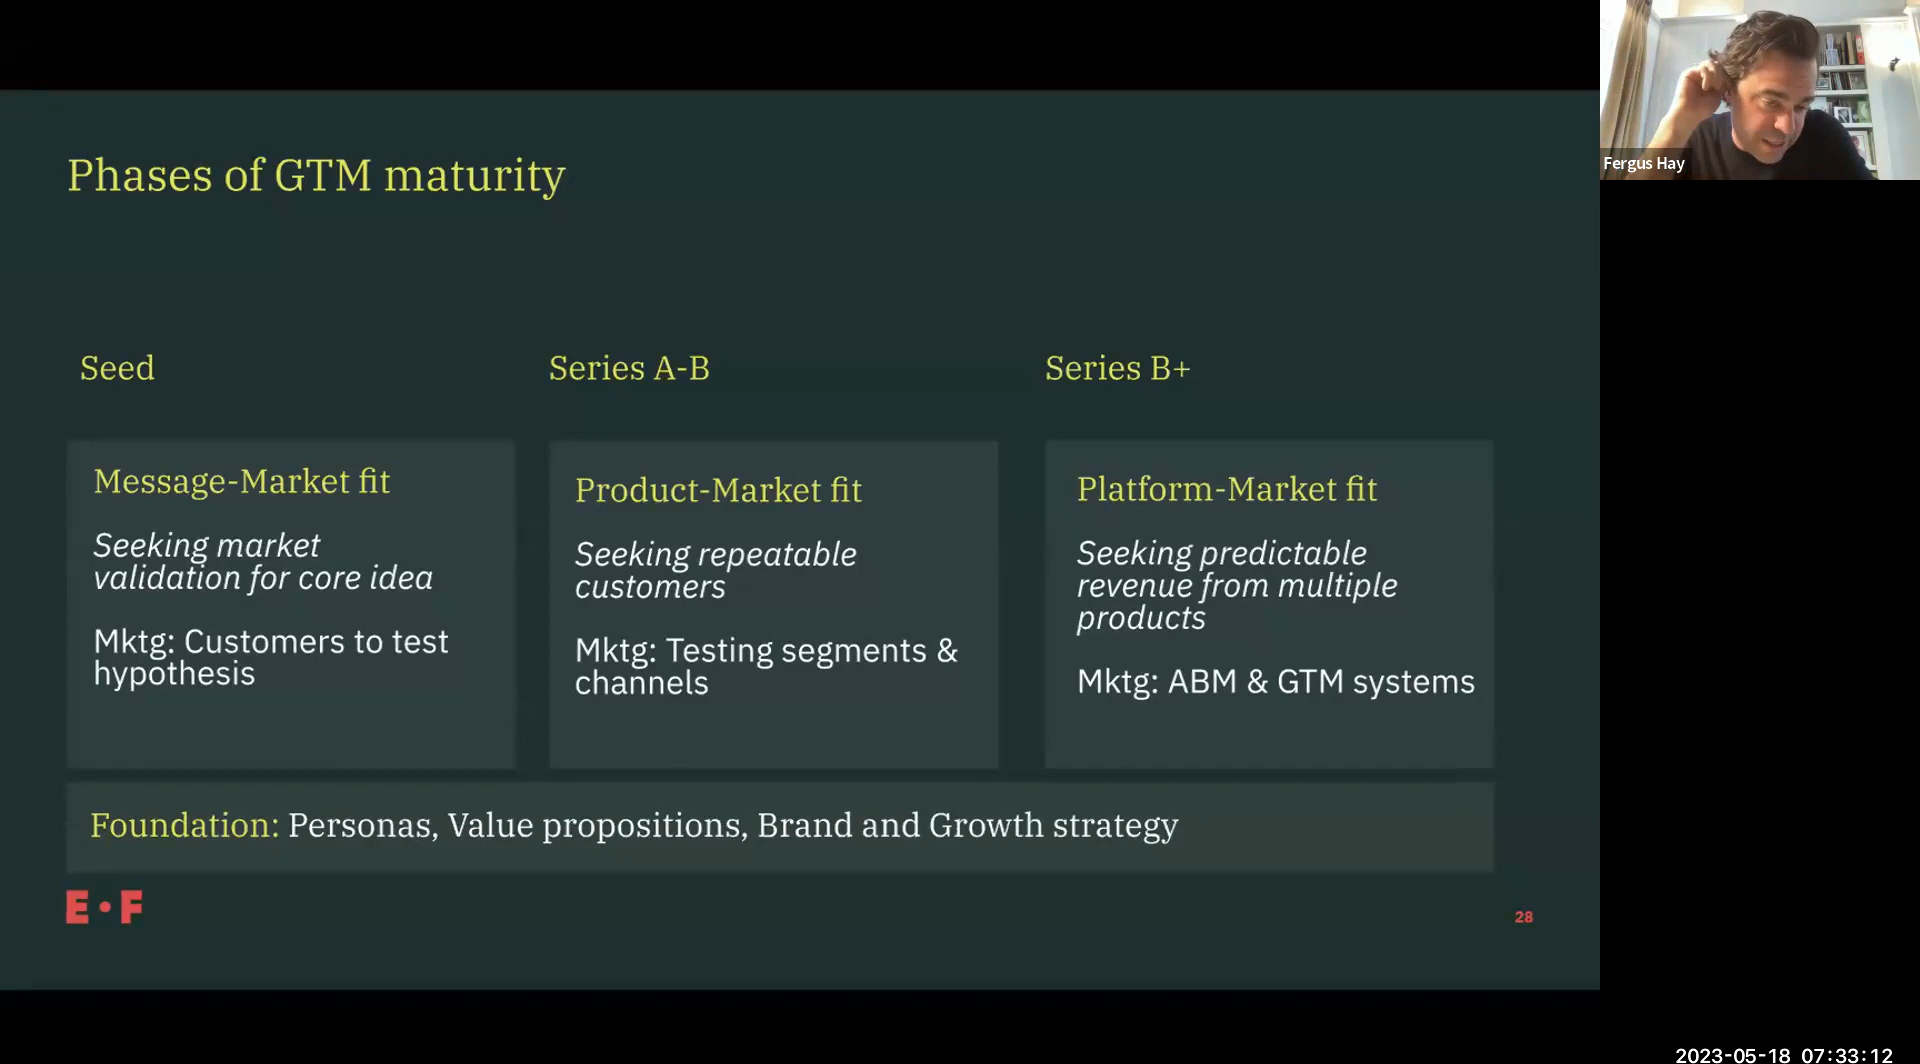 Phases of GTM maturity
Seed
Series A-B
Series B+
Message-Market fit
Seeking market
validation for core idea
Mktg: Customers to test
hypothesis
Product-Market fit
Seeking repeatable
customers
Mktg: Testing segments &
channels
Platform-Market fit
Seeking predictable
revenue from multiple
products
Mktg: ABM & GTM systems
Foundation: Personas, Value propositions, Brand and Growth strategy
E•F
28
Fergus Hay
2023-05-18 07:33:12